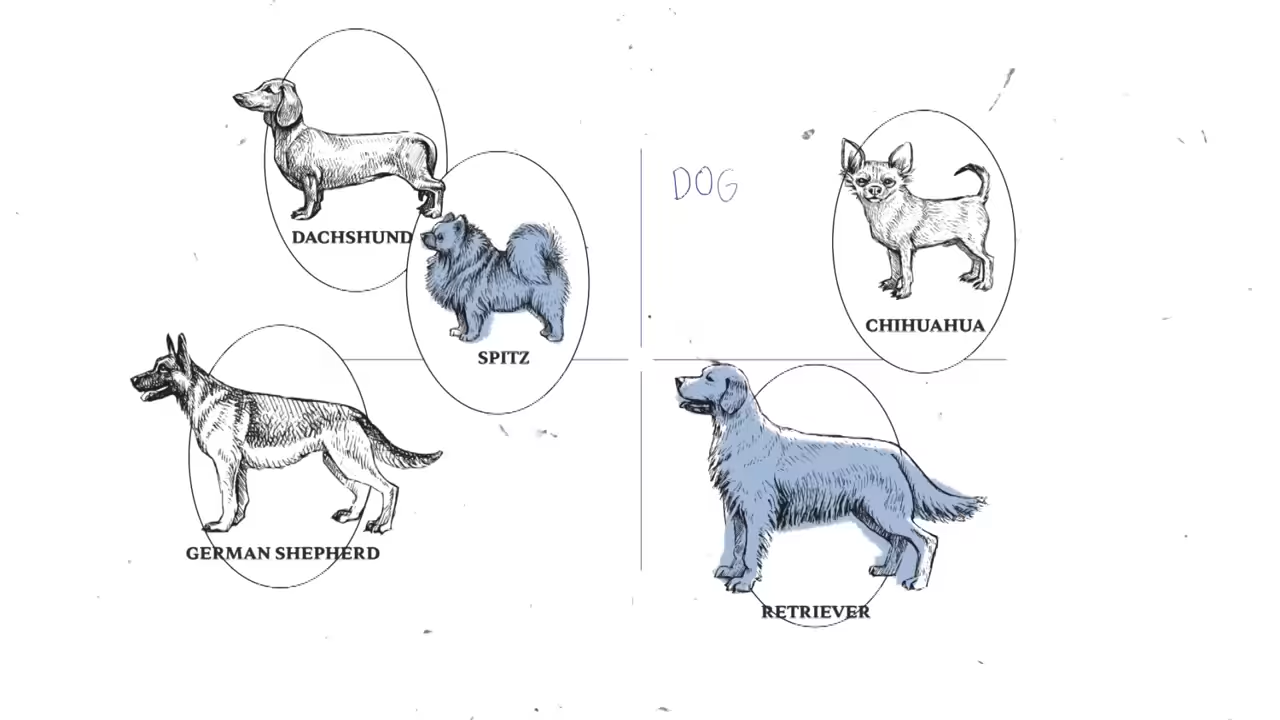 DOG
DACHSHUND
CHIHUAHUA
SPITZ
GERMAN SHEPHERD
RETRIEVER